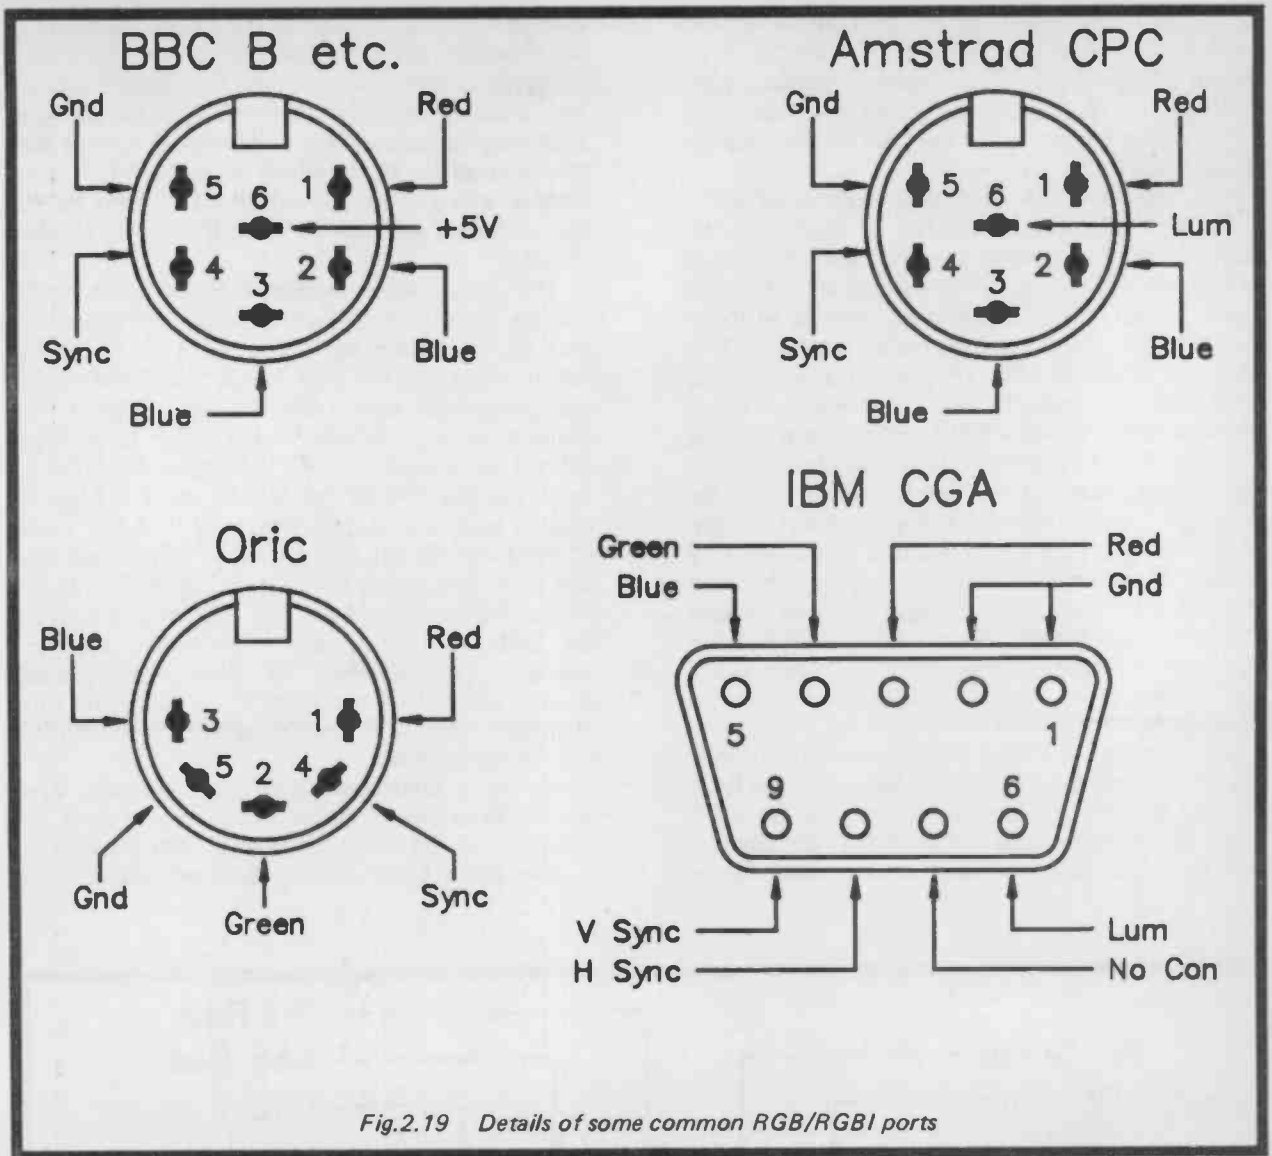 BBC B etc.
Gnd
Red
5
1
6
+5V
4
2
3
Sync
Blue
Blue
Amstrad CPC
Gnd
Red
5
1
6
Lum
4
2
3
Sync
Blue
Blue
Oric
Blue
Red
3
1
5
2
4
Gnd
Sync
Green
IBM CGA
Green
Red
Blue
Gnd
5
1
9
6
V Sync
Lum
H Sync
No Con
Fig.2.19 Details of some common RGB/RGBI ports